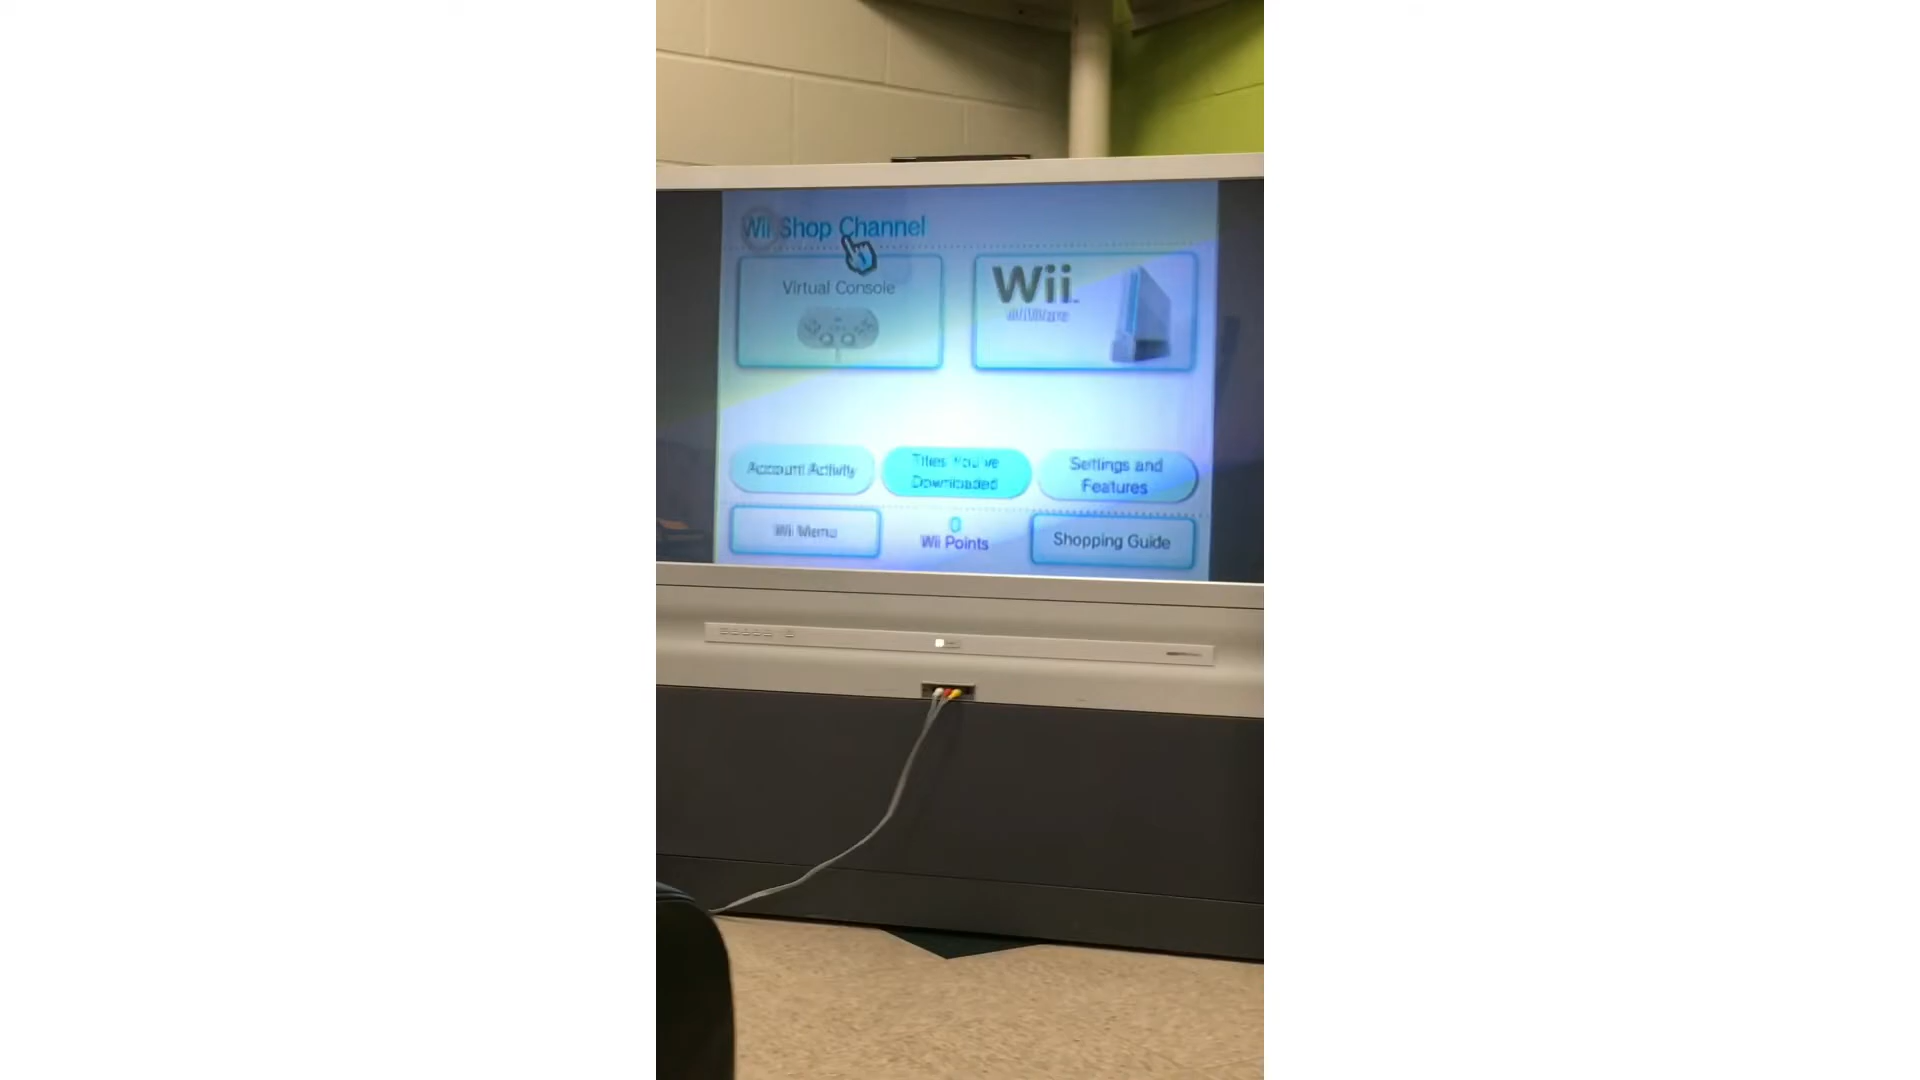 Wii Shop Channel
Virtual Console
Wii
WiiWare
Account Activity
Titles You've
Downloaded
Settings and
Features
Wii Menu
0
Wii Points
Shopping Guide